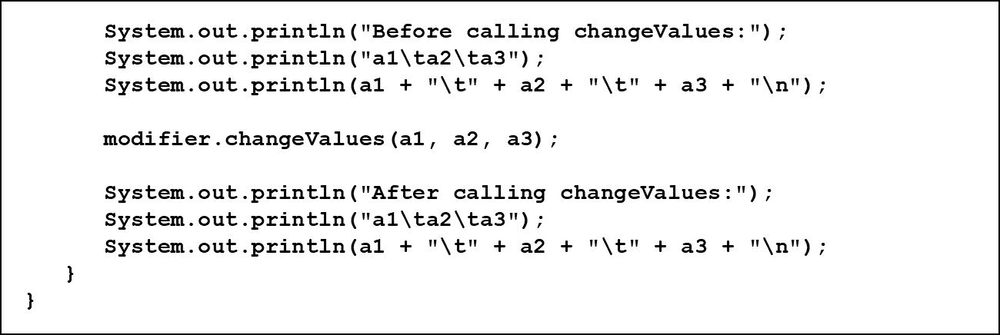 System.out.println("Before calling changeValues:");
System.out.println("a1\ta2\ta3");
System.out.println(a1 + "\t" + a2 + "\t" + a3 + "\n");
modifier.changeValues(a1, a2, a3);
System.out.println("After calling changeValues:");
System.out.println("a1\ta2\ta3");
System.out.println(a1 + "\t" + a2 + "\t" + a3 + "\n");
}
}